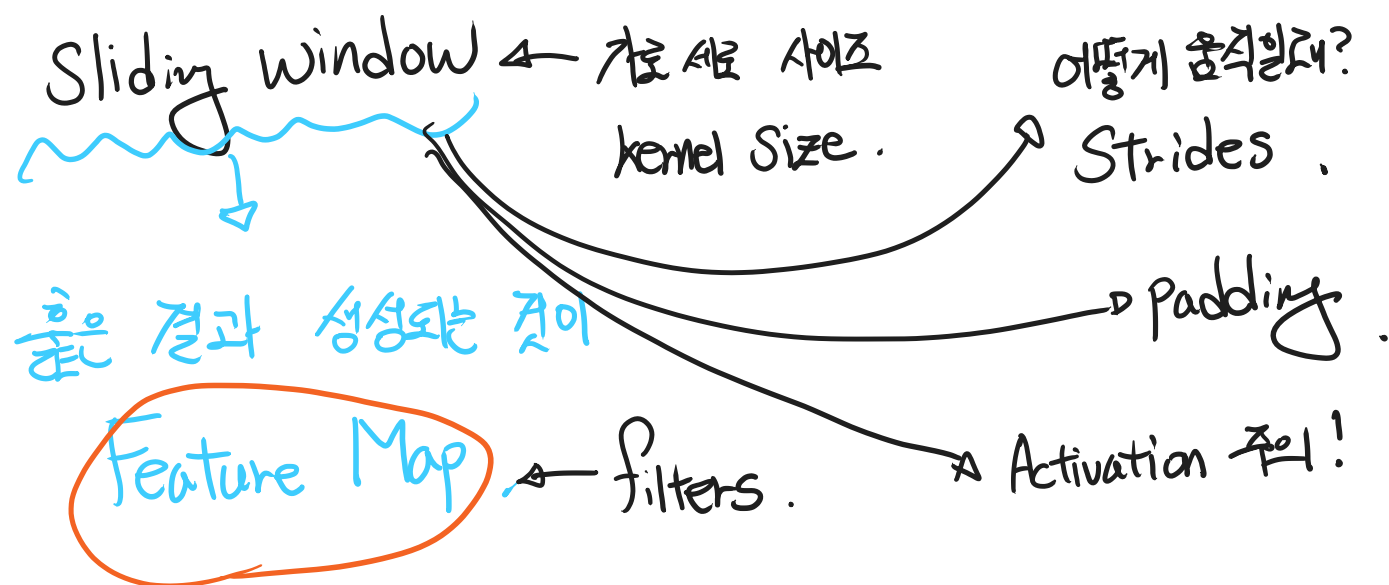 Sliding window ← 가로 세로 사이즈
kernel Size.
어떻게 움직일래?
Strides.
padding.
Activation 주의!
훑은 결과 생성되는 것이
Feature Map ← filters.